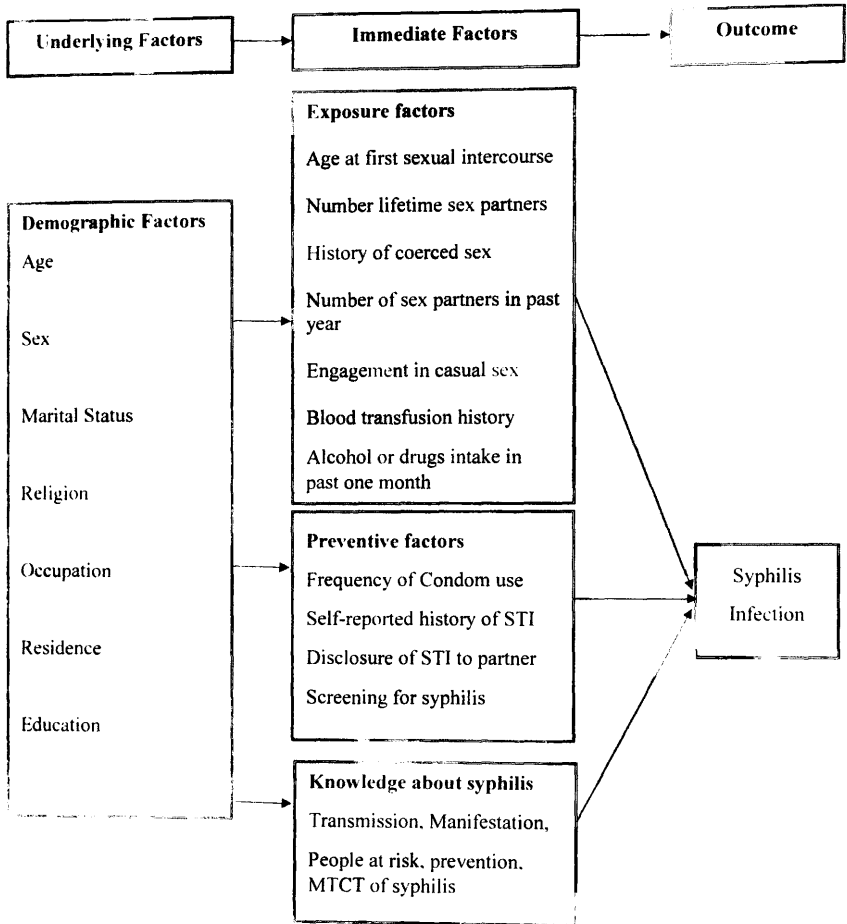 Underlying Factors
Immediate Factors
Outcome
Demographic Factors
Age
Sex
Marital Status
Religion
Occupation
Residence
Education
Exposure factors
Age at first sexual intercourse
Number lifetime sex partners
History of coerced sex
Number of sex partners in past
year
Engagement in casual sex
Blood transfusion history
Alcohol or drugs intake in
past one month
Preventive factors
Frequency of Condom use
Self-reported history of STI
Disclosure of STI to partner
Screening for syphilis
Knowledge about syphilis
Transmission, Manifestation,
People at risk, prevention,
MTCT of syphilis
Syphilis
Infection